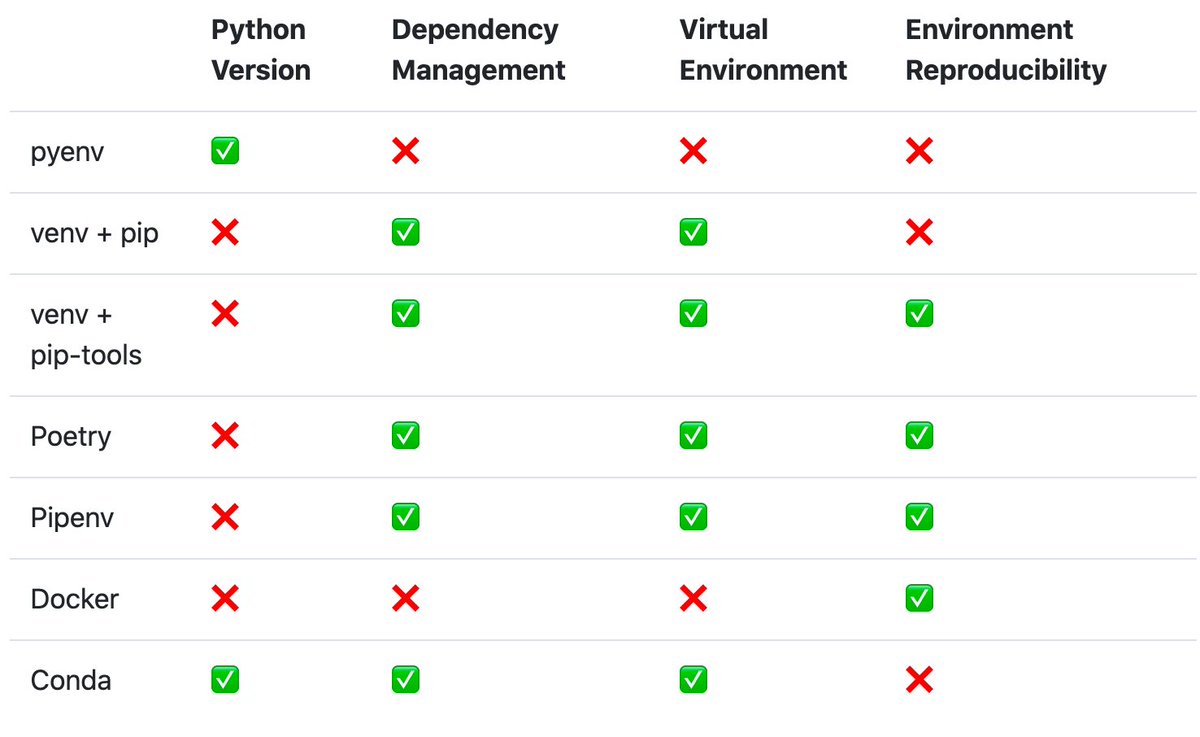 Python Version
Dependency Management
Virtual Environment
Environment Reproducibility
pyenv ✅ ❌ ❌ ❌
venv + pip ❌ ✅ ✅ ❌
venv + pip-tools ❌ ✅ ✅ ✅
Poetry ❌ ✅ ✅ ✅
Pipenv ❌ ✅ ✅ ✅
Docker ❌ ❌ ❌ ✅
Conda ✅ ✅ ✅ ❌